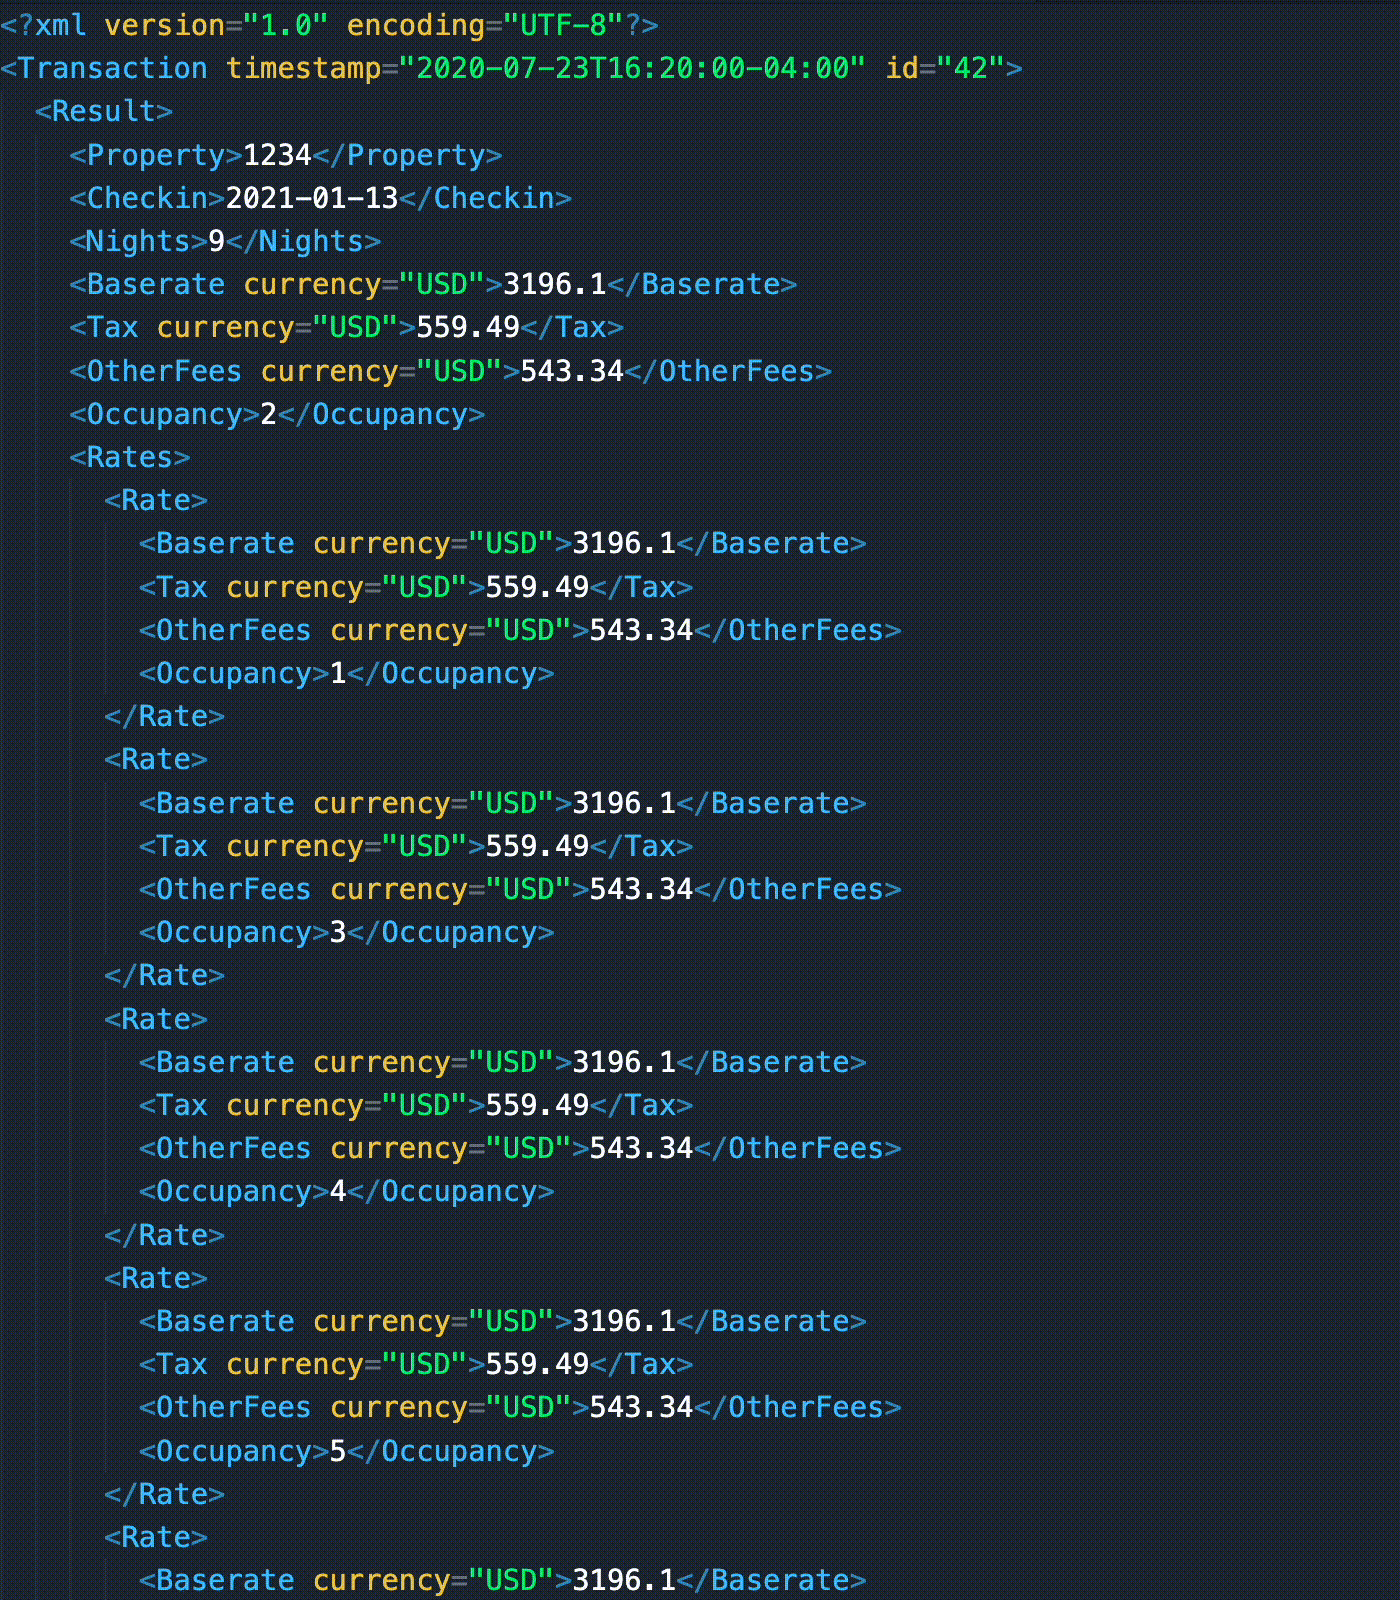 <?xml version="1.0" encoding="UTF-8"?>
<Transaction timestamp="2020-07-23T16:20:00-04:00" id="42">
  <Result>
    <Property>1234</Property>
    <Checkin>2021-01-13</Checkin>
    <Nights>9</Nights>
    <Baserate currency="USD">3196.1</Baserate>
    <Tax currency="USD">559.49</Tax>
    <OtherFees currency="USD">543.34</OtherFees>
    <Occupancy>2</Occupancy>
    <Rates>
      <Rate>
        <Baserate currency="USD">3196.1</Baserate>
        <Tax currency="USD">559.49</Tax>
        <OtherFees currency="USD">543.34</OtherFees>
        <Occupancy>1</Occupancy>
      </Rate>
      <Rate>
        <Baserate currency="USD">3196.1</Baserate>
        <Tax currency="USD">559.49</Tax>
        <OtherFees currency="USD">543.34</OtherFees>
        <Occupancy>3</Occupancy>
      </Rate>
      <Rate>
        <Baserate currency="USD">3196.1</Baserate>
        <Tax currency="USD">559.49</Tax>
        <OtherFees currency="USD">543.34</OtherFees>
        <Occupancy>4</Occupancy>
      </Rate>
      <Rate>
        <Baserate currency="USD">3196.1</Baserate>
        <Tax currency="USD">559.49</Tax>
        <OtherFees currency="USD">543.34</OtherFees>
        <Occupancy>5</Occupancy>
      </Rate>
      <Rate>
        <Baserate currency="USD">3196.1</Baserate>